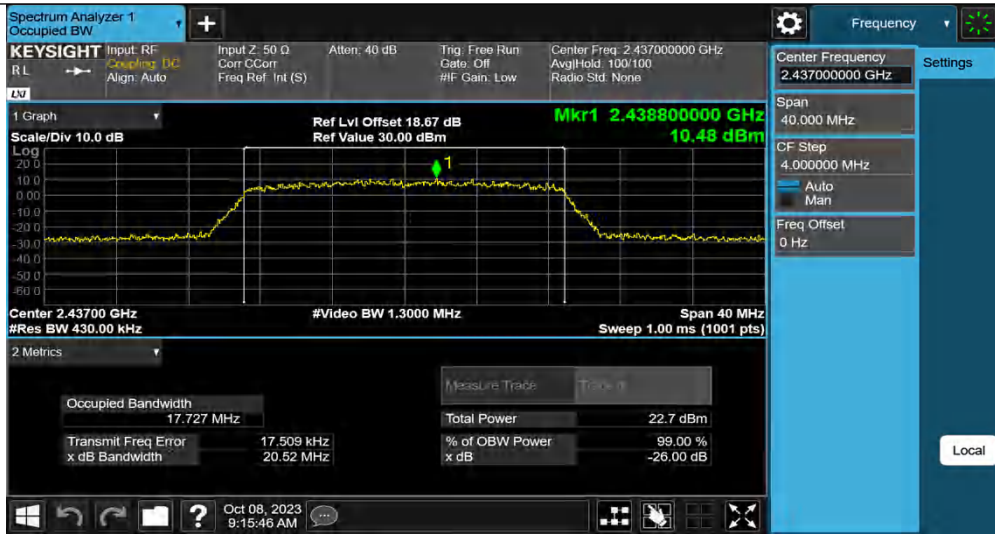 Spectrum Analyzer 1
Occupied BW
+
Frequency
KEYSIGHT
RL
LXI
Input: RF
Coupling: DC
Align: Auto
Input Z: 50 Ω
Corr CCorr
Freq Ref: Int (S)
Atten: 40 dB
Trig: Free Run
Gate: Off
#IF Gain: Low
Center Freq: 2.437000000 GHz
Avg|Hold: 100/100
Radio Std: None
Center Frequency
2.437000000 GHz
Settings
Span
40.000 MHz
CF Step
4.000000 MHz
Auto
Man
Freq Offset
0 Hz
Local
1 Graph
Scale/Div 10.0 dB
Ref Lvl Offset 18.67 dB
Ref Value 30.00 dBm
Mkr1 2.438800000 GHz
10.48 dBm
Log
20.0
10.0
0.00
-10.0
-20.0
-30.0
-40.0
-50.0
-60.0
1
Center 2.43700 GHz
#Video BW 1.3000 MHz
Span 40 MHz
#Res BW 430.00 kHz
Sweep 1.00 ms (1001 pts)
2 Metrics
Measure Trace
Occupied Bandwidth
17.727 MHz
Total Power
22.7 dBm
Transmit Freq Error
17.509 kHz
% of OBW Power
99.00 %
x dB Bandwidth
20.52 MHz
x dB
-26.00 dB
?
Oct 08, 2023
9:15:46 AM